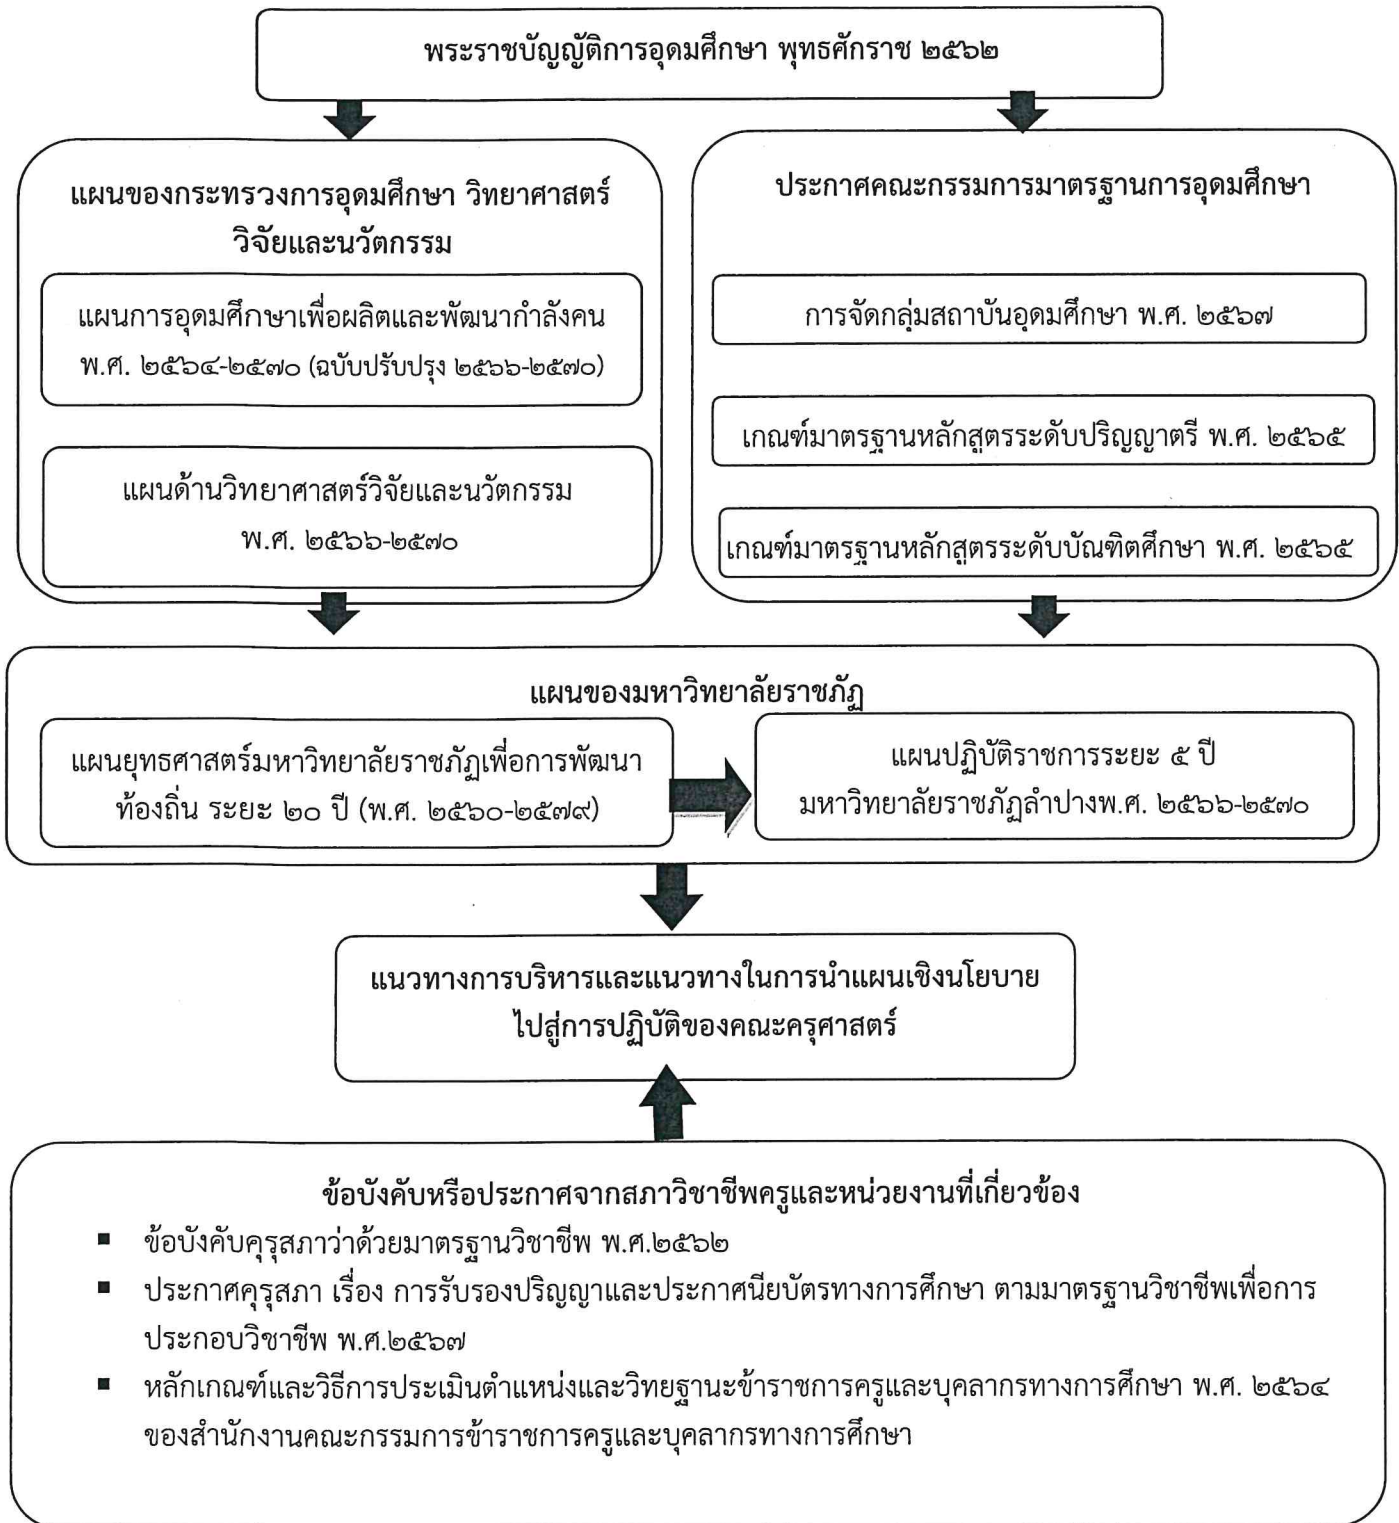 พระราชบัญญัติการอุดมศึกษา พุทธศักราช ๒๕๖๒
แผนของกระทรวงการอุดมศึกษา วิทยาศาสตร์
วิจัยและนวัตกรรม
แผนการอุดมศึกษาเพื่อผลิตและพัฒนากำลังคน
พ.ศ. ๒๕๖๔-๒๕๗๐ (ฉบับปรับปรุง ๒๕๖๖-๒๕๗๐)
แผนด้านวิทยาศาสตร์วิจัยและนวัตกรรม
พ.ศ. ๒๕๖๖-๒๕๗๐
ประกาศคณะกรรมการมาตรฐานการอุดมศึกษา
การจัดกลุ่มสถาบันอุดมศึกษา พ.ศ. ๒๕๖๗
เกณฑ์มาตรฐานหลักสูตรระดับปริญญาตรี พ.ศ. ๒๕๖๕
เกณฑ์มาตรฐานหลักสูตรระดับบัณฑิตศึกษา พ.ศ. ๒๕๖๕
แผนของมหาวิทยาลัยราชภัฏ
แผนยุทธศาสตร์มหาวิทยาลัยราชภัฏเพื่อการพัฒนา
ท้องถิ่น ระยะ ๒๐ ปี (พ.ศ. ๒๕๖๐-๒๕๗๙)
แผนปฏิบัติราชการระยะ ๕ ปี
มหาวิทยาลัยราชภัฏลำปางพ.ศ. ๒๕๖๖-๒๕๗๐
แนวทางการบริหารและแนวทางในการนำแผนเชิงนโยบาย
ไปสู่การปฏิบัติของคณะครุศาสตร์
ข้อบังคับหรือประกาศจากสภาวิชาชีพครูและหน่วยงานที่เกี่ยวข้อง
▪ ข้อบังคับคุรุสภาว่าด้วยมาตรฐานวิชาชีพ พ.ศ.๒๕๖๒
▪ ประกาศคุรุสภา เรื่อง การรับรองปริญญาและประกาศนียบัตรทางการศึกษา ตามมาตรฐานวิชาชีพเพื่อการ
ประกอบวิชาชีพ พ.ศ.๒๕๖๗
▪ หลักเกณฑ์และวิธีการประเมินตำแหน่งและวิทยฐานะข้าราชการครูและบุคลากรทางการศึกษา พ.ศ. ๒๕๖๔
ของสำนักงานคณะกรรมการข้าราชการครูและบุคลากรทางการศึกษา